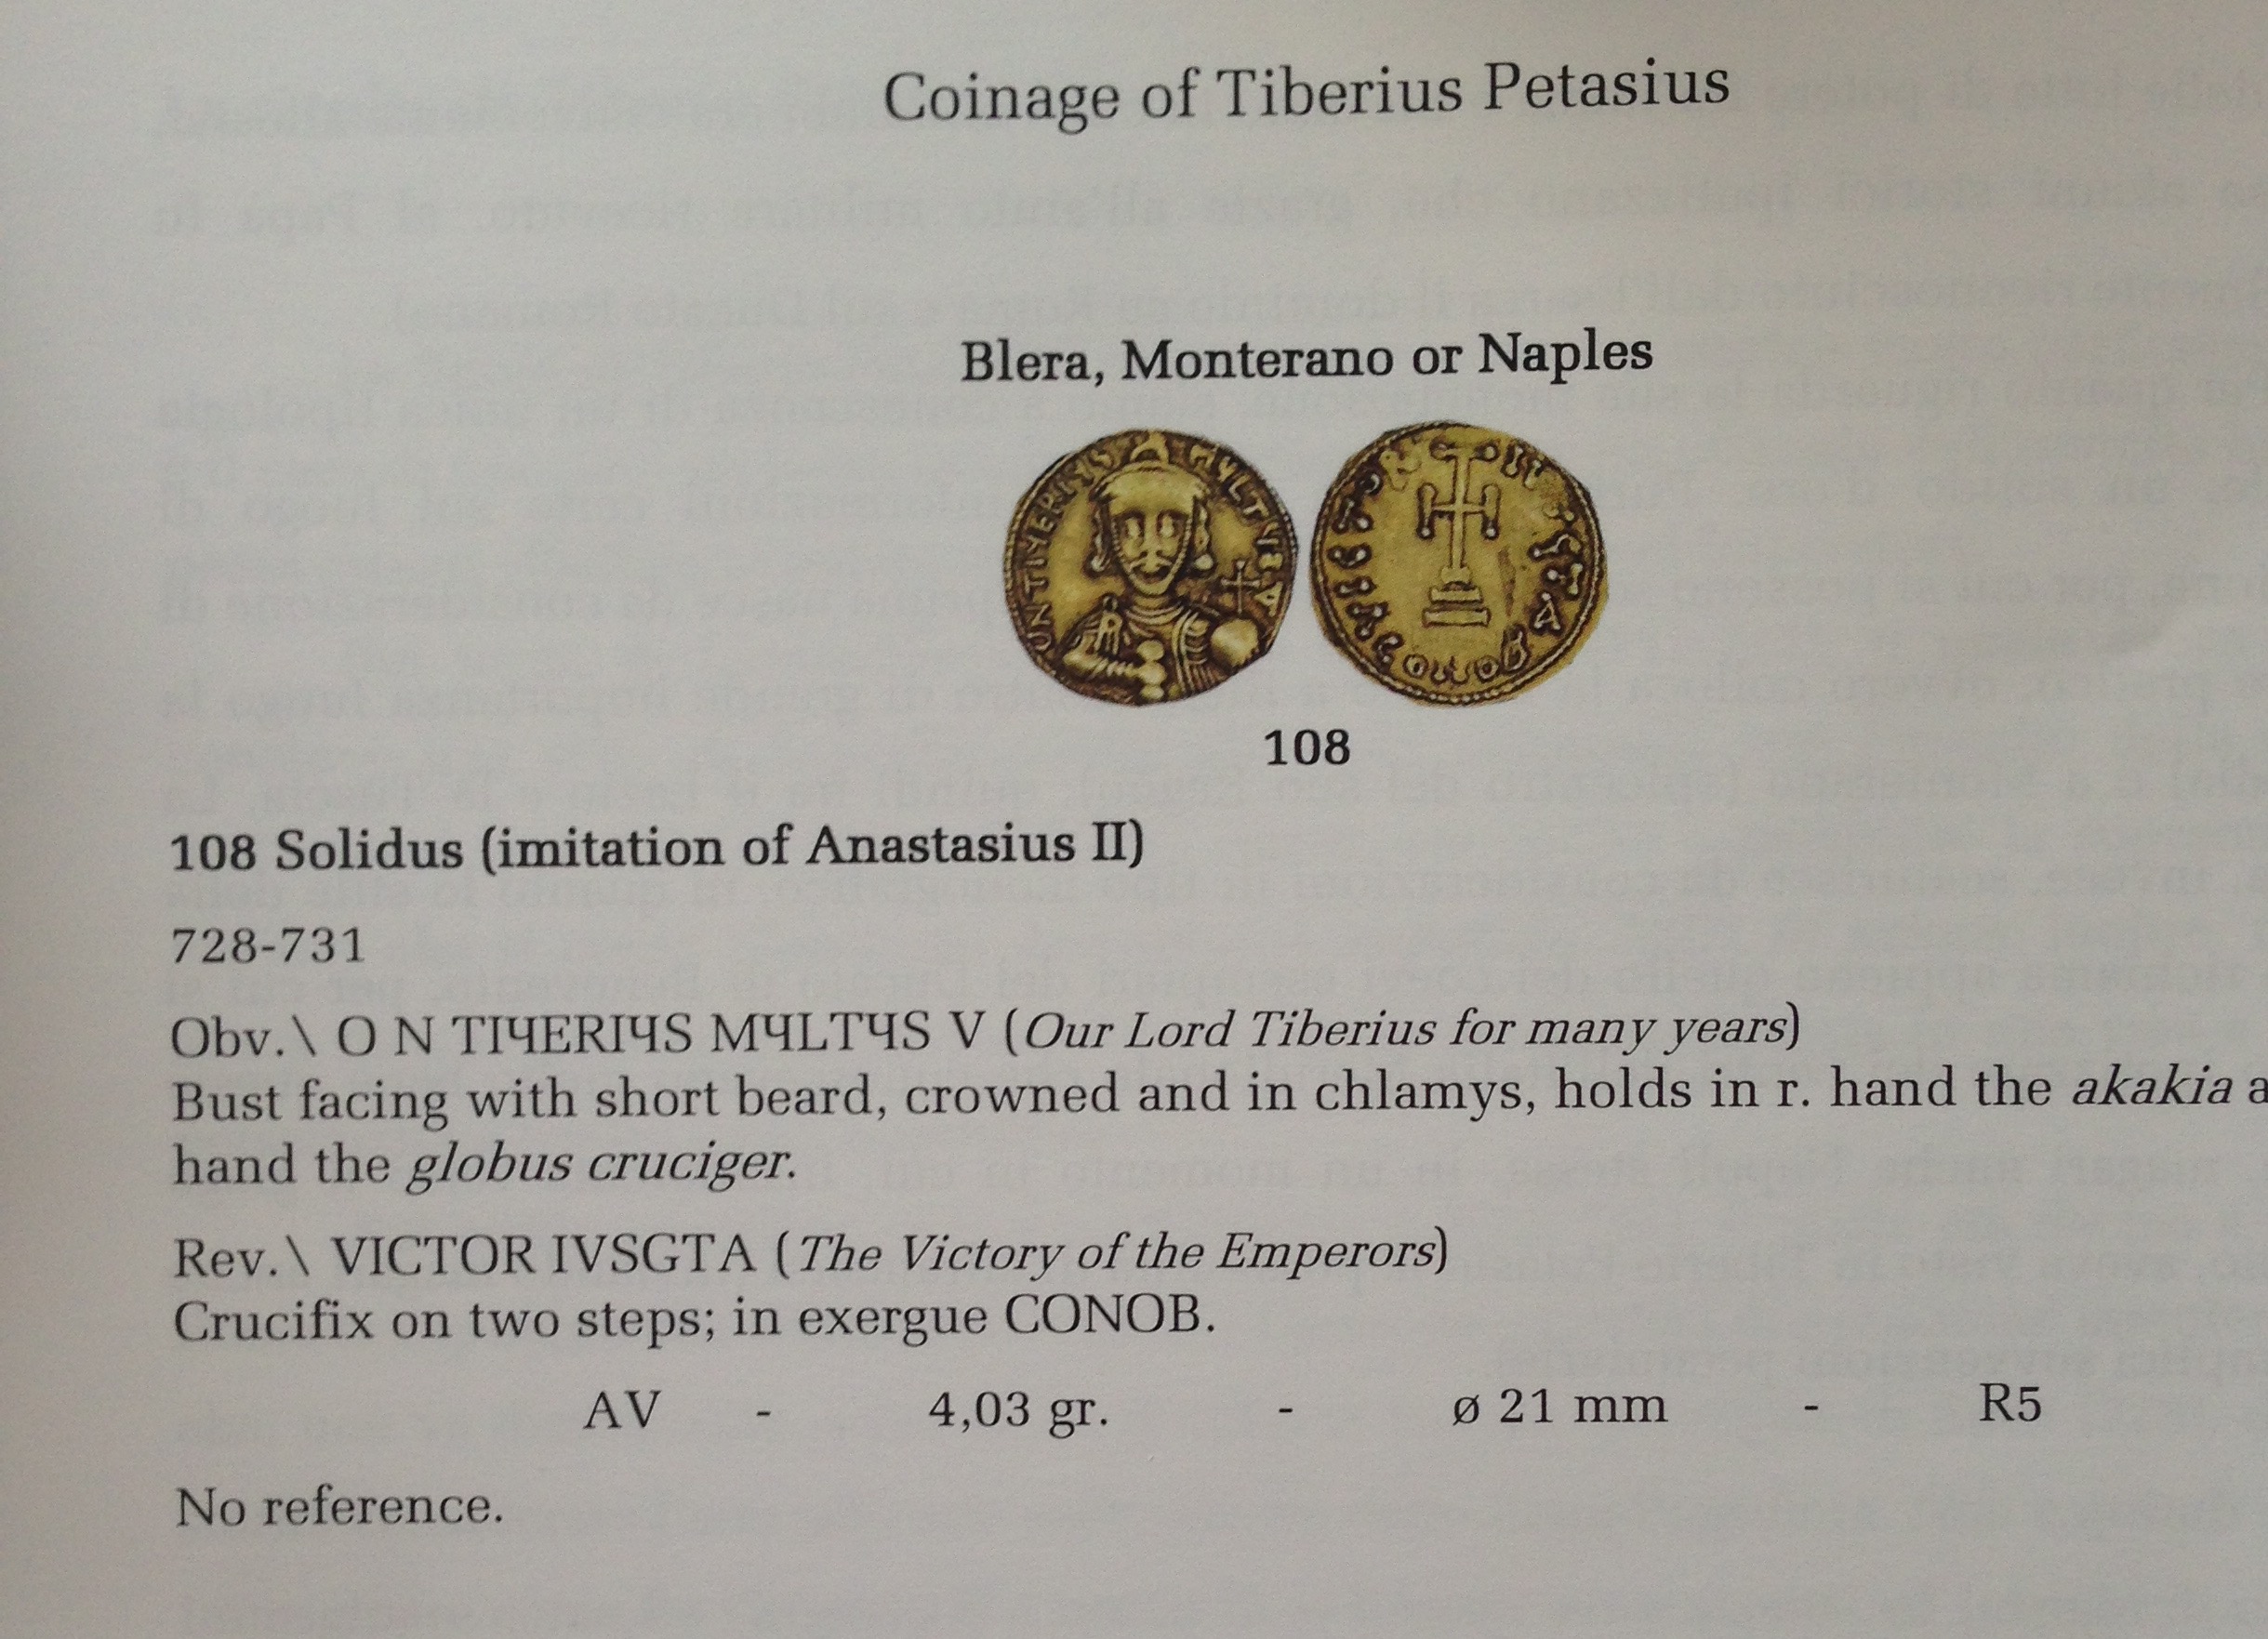 Coinage of Tiberius Petasius
Blera, Monterano or Naples
108
108 Solidus (imitation of Anastasius II)
728-731
Obv.\ O N TIЧERIЧS MЧLTЧS V (Our Lord Tiberius for many years)
Bust facing with short beard, crowned and in chlamys, holds in r. hand the akakia a
hand the globus cruciger.
Rev.\ VICTOR IVSGTA (The Victory of the Emperors)
Crucifix on two steps; in exergue CONOB.
AV - 4,03 gr. - ø 21 mm - R5
No reference.